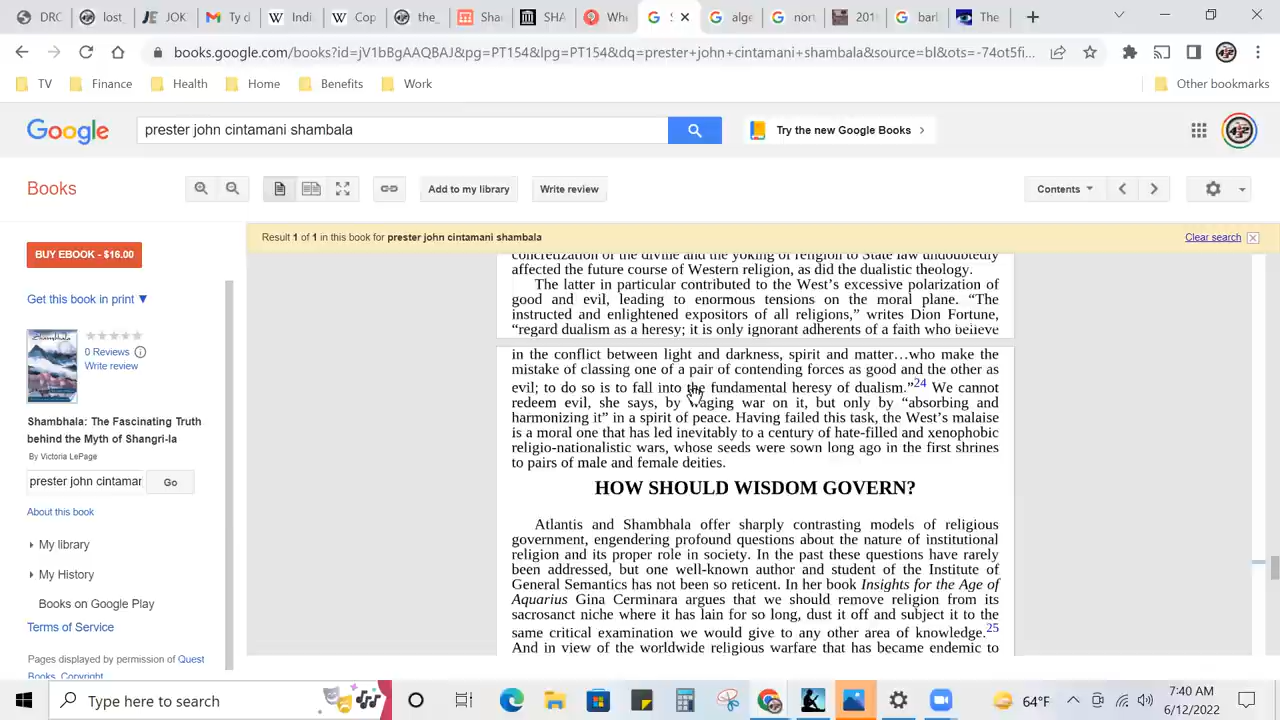 DRC
lost
JEK
Ty d
Indi
Cop
the_
Sha
SHA
Whe
S
alge
nor
201
barl
The
books.google.com/books?id=jV1bBgAAQBAJ&pg=PT154&lpg=PT154&dq=prester+john+cintamani+shambala&source=bl&ots=-74ot5fi...
TV
Finance
Health
Home
Benefits
Work
Other bookmarks
Google
prester john cintamani shambala
Try the new Google Books
Books
Add to my library
Write review
Contents
Result 1 of 1 in this book for prester john cintamani shambala
Clear search
BUY EBOOK - $16.00
Get this book in print ▼
0 Reviews
Write review
Shambhala
Shambhala: The Fascinating Truth
behind the Myth of Shangri-la
By Victoria LePage
prester john cintamar
Go
About this book
My library
My History
Books on Google Play
Terms of Service
Pages displayed by permission of Quest
Books. Copyright.
concretization of the divine and the yoking of religion to State law undoubtedly
affected the future course of Western religion, as did the dualistic theology.
The latter in particular contributed to the West's excessive polarization of
good and evil, leading to enormous tensions on the moral plane. “The
instructed and enlightened expositors of all religions,” writes Dion Fortune,
“regard dualism as a heresy; it is only ignorant adherents of a faith who believe
in the conflict between light and darkness, spirit and matter…who make the
mistake of classing one of a pair of contending forces as good and the other as
evil; to do so is to fall into the fundamental heresy of dualism.”24 We cannot
redeem evil, she says, by waging war on it, but only by “absorbing and
harmonizing it” in a spirit of peace. Having failed this task, the West's malaise
is a moral one that has led inevitably to a century of hate-filled and xenophobic
religio-nationalistic wars, whose seeds were sown long ago in the first shrines
to pairs of male and female deities.
HOW SHOULD WISDOM GOVERN?
Atlantis and Shambhala offer sharply contrasting models of religious
government, engendering profound questions about the nature of institutional
religion and its proper role in society. In the past these questions have rarely
been addressed, but one well-known author and student of the Institute of
General Semantics has not been so reticent. In her book Insights for the Age of
Aquarius Gina Cerminara argues that we should remove religion from its
sacrosanct niche where it has lain for so long, dust it off and subject it to the
same critical examination we would give to any other area of knowledge.25
And in view of the worldwide religious warfare that has became endemic to
Type here to search
64°F
7:40 AM
6/12/2022